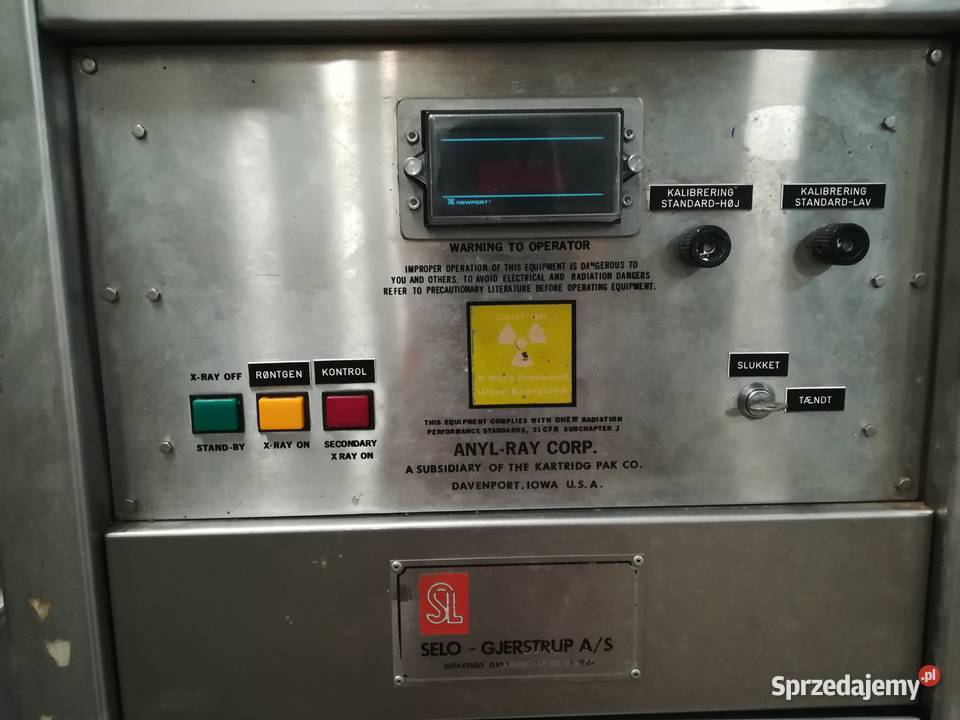 NEWPORT
KALIBRERING
STANDARD-HØJ
KALIBRERING
STANDARD-LAV
WARNING TO OPERATOR
IMPROPER OPERATION OF THIS EQUIPMENT IS DANGEROUS TO
YOU AND OTHERS, TO AVOID ELECTRICAL AND RADIATION DANGERS
REFER TO PRECAUTIONARY LITERATURE BEFORE OPERATING EQUIPMENT.
CAUTION
X-Rays Produced
When Energized
SLUKKET
TÆNDT
X-RAY OFF
RØNTGEN
KONTROL
STAND-BY
X-RAY ON
SECONDARY
X RAY ON
THIS EQUIPMENT COMPLIES WITH DHEW RADIATION
PERFORMANCE STANDARDS, 21 CFR SUBCHAPTER J
ANYL-RAY CORP.
A SUBSIDIARY OF THE KARTRIDG PAK CO.
DAVENPORT, IOWA U.S.A.
SL
SELO - GJERSTRUP A/S
Sprzedajemy.pl